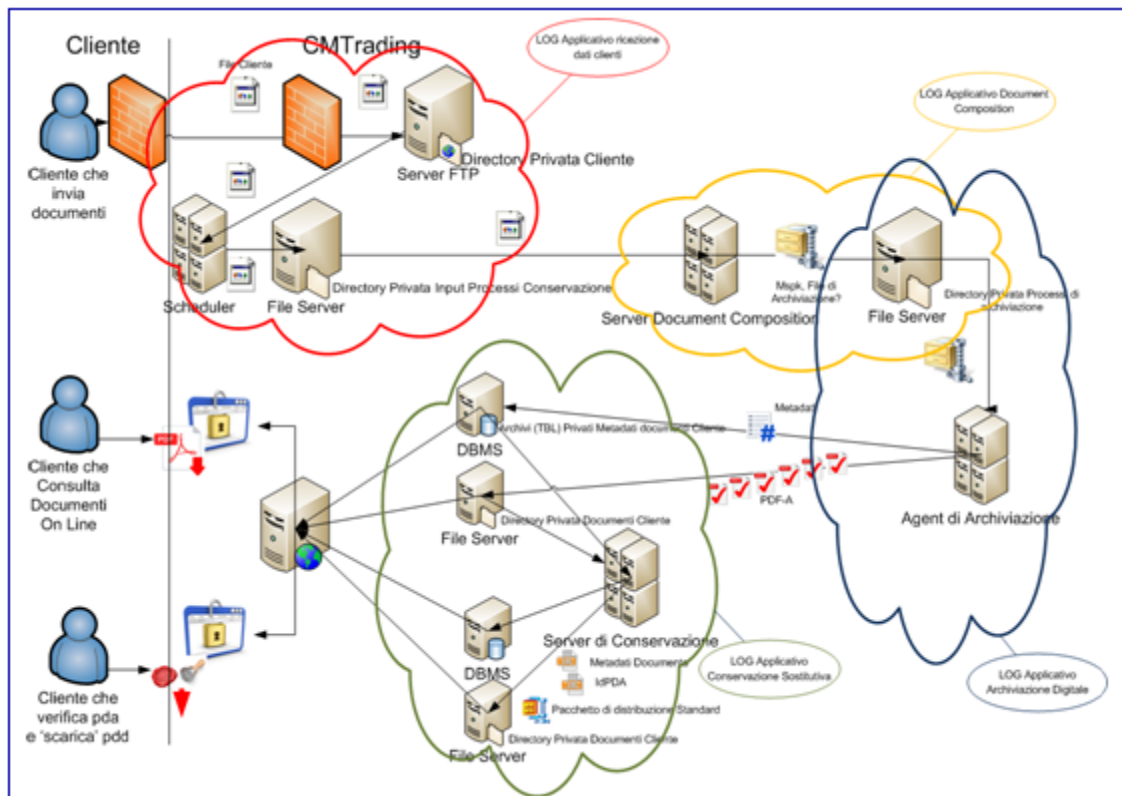 Cliente
CMTrading
LOG Applicativo ricezione
dati clienti
File Cliente
LOG Applicativo Document
Composition
Directory Privata Cliente
Server FTP
Cliente che
invia
documenti
Scheduler
File Server
Directory Privata Input Processi Conservazione
Mspk, File di
Archiviazione?
Server Document Composition
File Server
Directory Privata Processi di
archiviazione
Metadati
Archivi (TBL) Privati Metadati documenti Cliente
DBMS
PDF
Cliente che
Consulta
Documenti
On Line
#
PDF-A
Directory Privata Documenti Cliente
File Server
Agent di Archiviazione
Server di Conservazione
Metadati Documento
IdPDA
DBMS
LOG Applicativo
Conservazione Sostitutiva
LOG Applicativo
Archiviazione Digitale
Cliente che
verifica pda
e 'scarica' pdd
Pacchetto di distribuzione Standard
Directory Privata Documenti Cliente
File Server